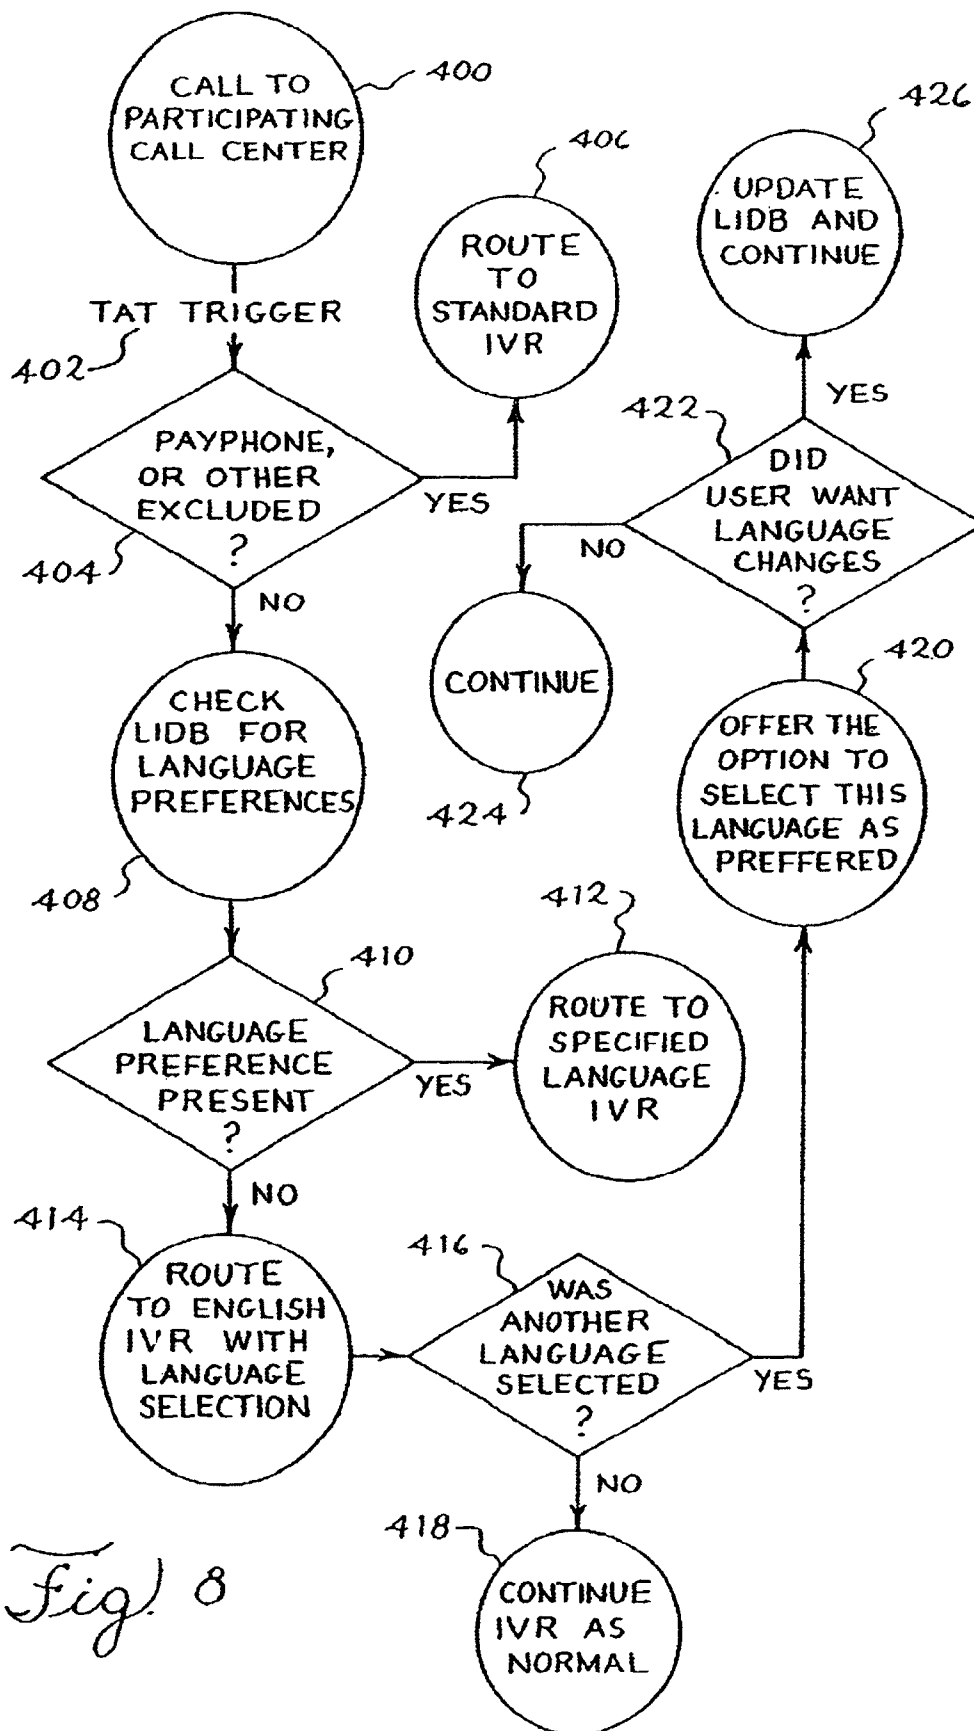 CALL TO
PARTICIPATING
CALL CENTER
400
TAT TRIGGER
402
PAYPHONE,
OR OTHER
EXCLUDED
?
404
YES
NO
406
ROUTE
TO
STANDARD
IVR
CHECK
LIDB FOR
LANGUAGE
PREFERENCES
408
410
LANGUAGE
PREFERENCE
PRESENT
?
YES
NO
412
ROUTE TO
SPECIFIED
LANGUAGE
IVR
414
ROUTE
TO ENGLISH
IVR WITH
LANGUAGE
SELECTION
416
WAS
ANOTHER
LANGUAGE
SELECTED
?
YES
NO
418
CONTINUE
IVR AS
NORMAL
420
OFFER THE
OPTION TO
SELECT THIS
LANGUAGE AS
PREFFERED
422
DID
USER WANT
LANGUAGE
CHANGES
?
NO
YES
CONTINUE
424
426
UPDATE
LIDB AND
CONTINUE
Fig. 8